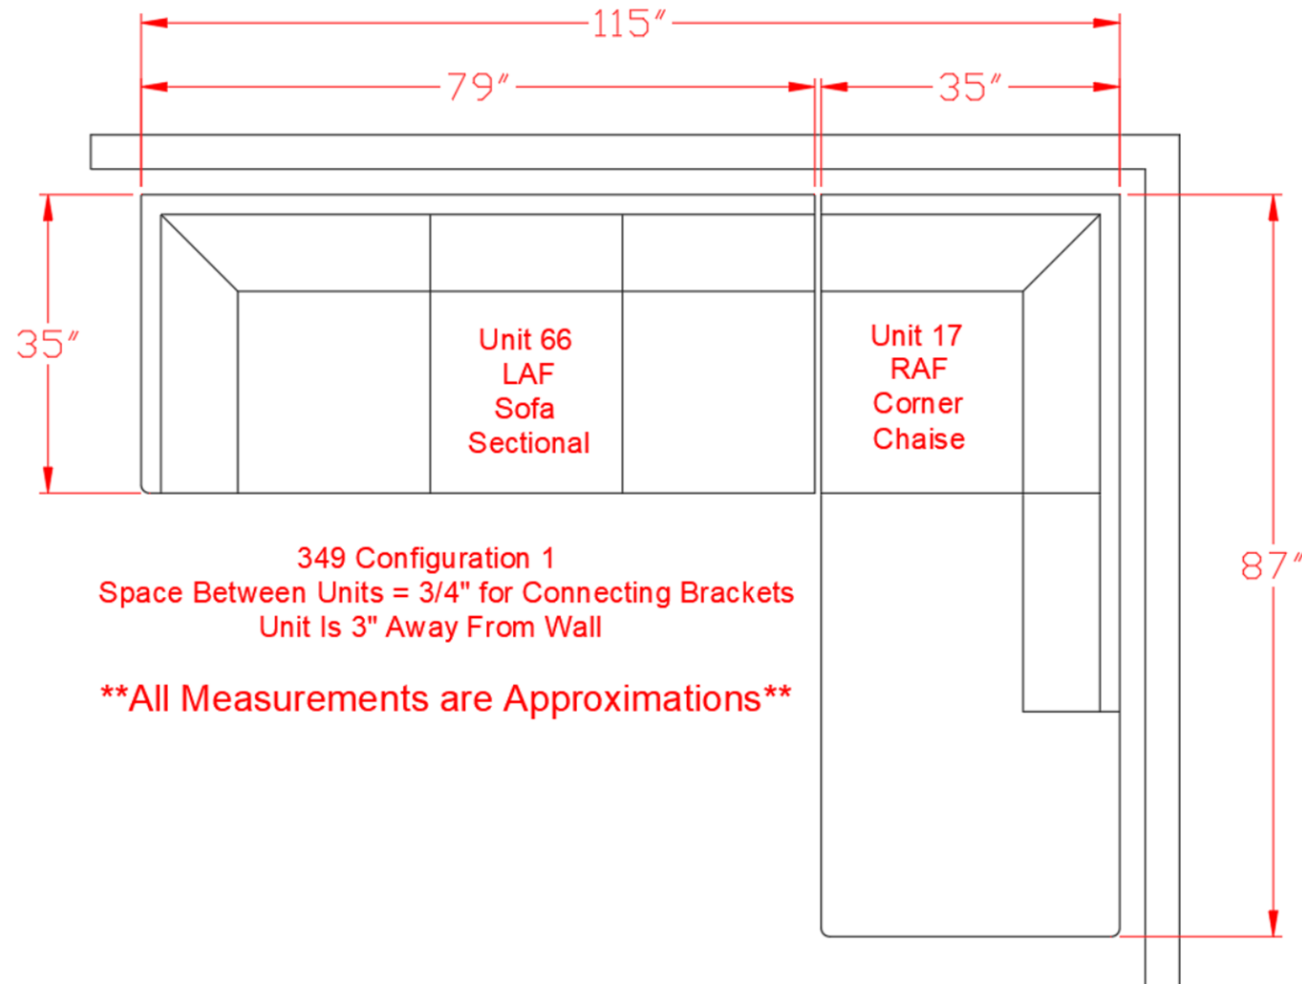 115"
79"
35"
35"
Unit 66
LAF
Sofa
Sectional
Unit 17
RAF
Corner
Chaise
349 Configuration 1
Space Between Units = 3/4" for Connecting Brackets
Unit Is 3" Away From Wall
87"
**All Measurements are Approximations**